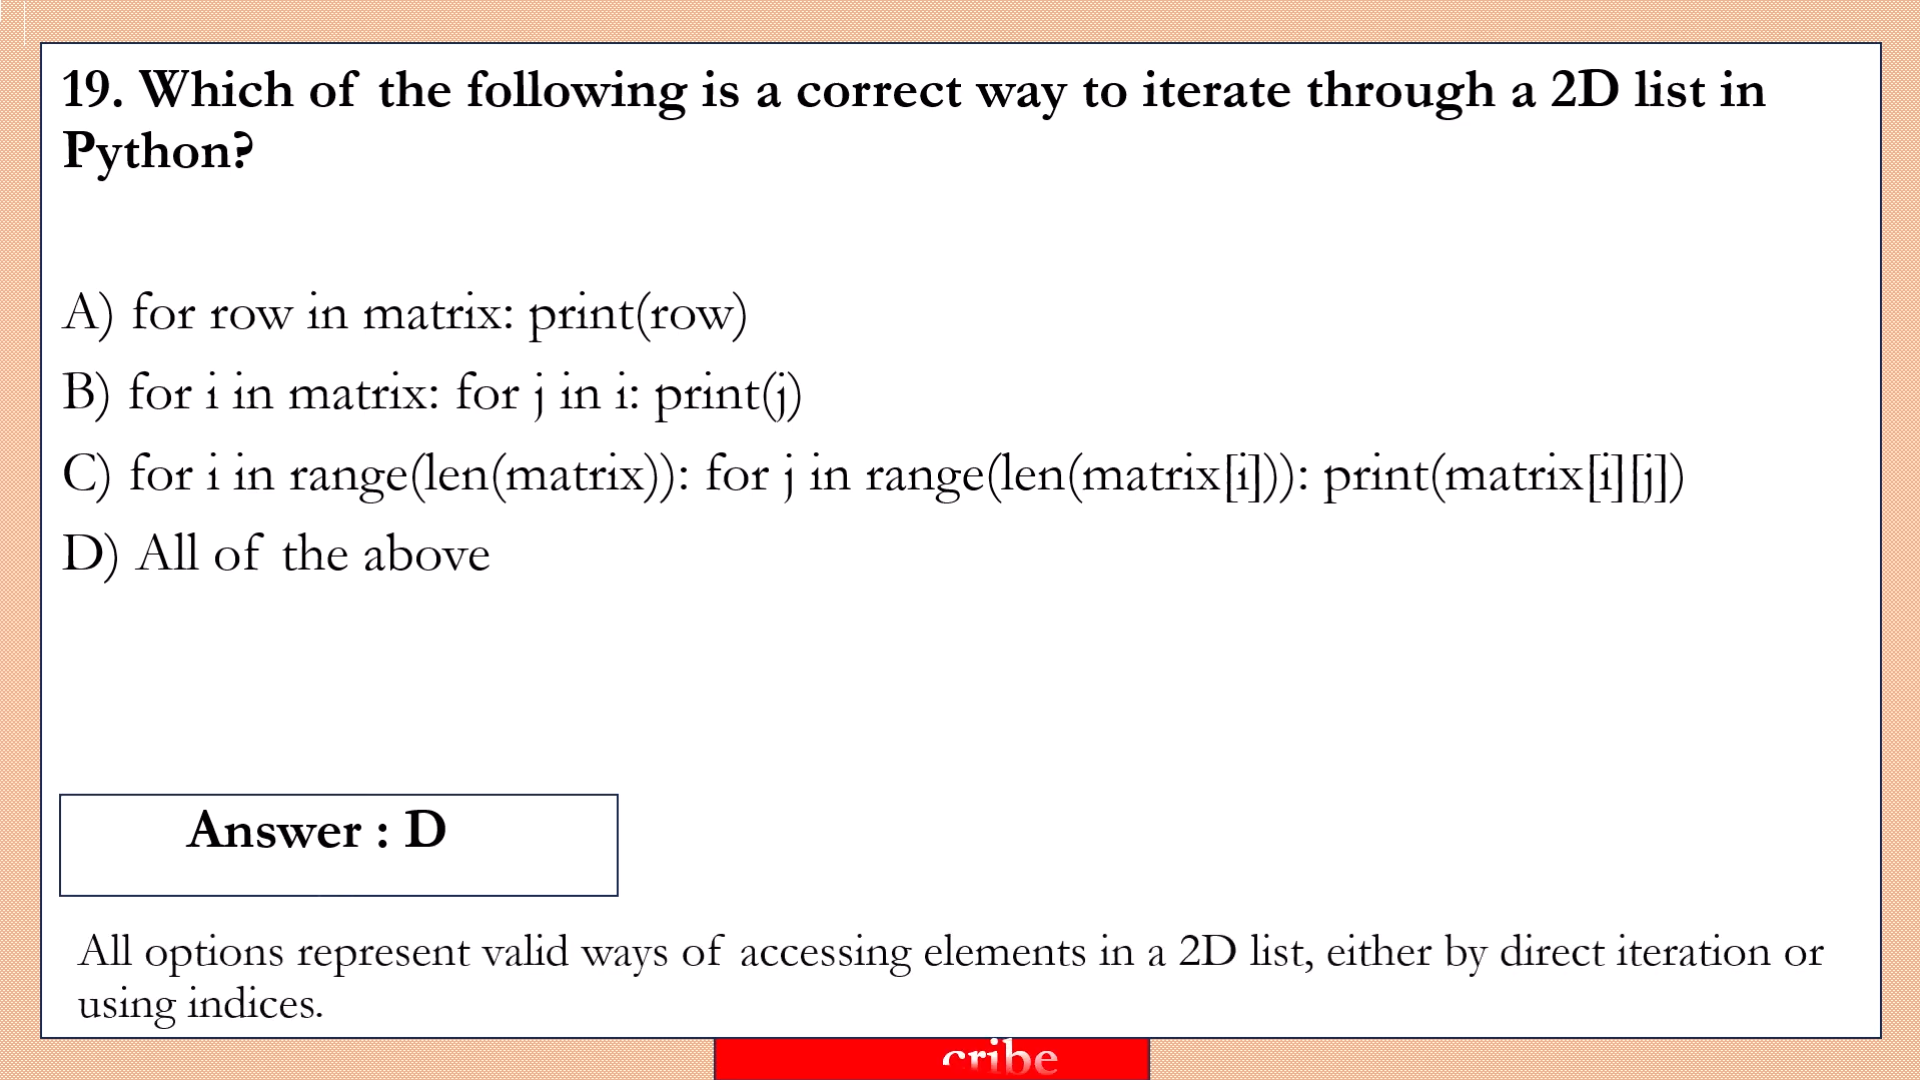 19. Which of the following is a correct way to iterate through a 2D list in
Python?
A) for row in matrix: print(row)
B) for i in matrix: for j in i: print(j)
C) for i in range(len(matrix)): for j in range(len(matrix[i])): print(matrix[i][j])
D) All of the above
Answer : D
All options represent valid ways of accessing elements in a 2D list, either by direct iteration or
using indices.
cribe